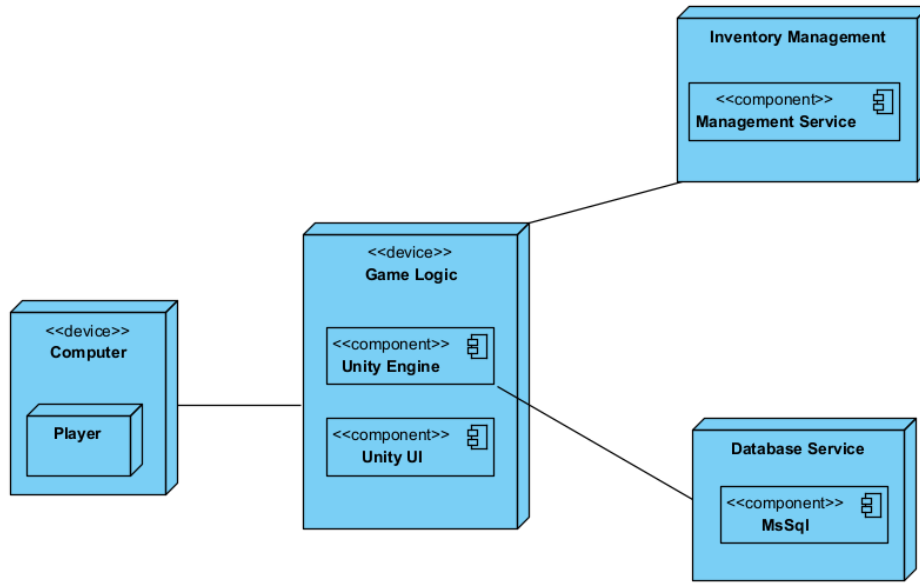 Inventory Management
<<component>>
Management Service
<<device>>
Game Logic
<<component>>
Unity Engine
<<component>>
Unity UI
<<device>>
Computer
Player
Database Service
<<component>>
MsSql